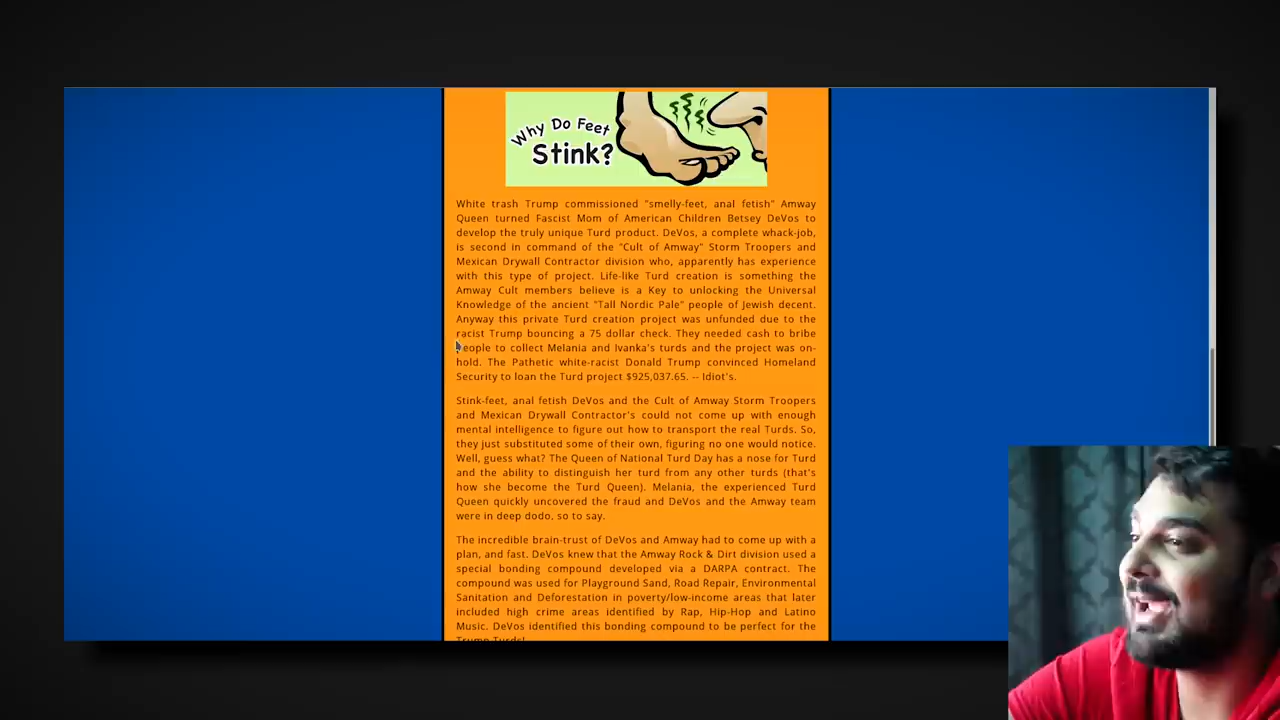 Why Do Feet
Stink?
White trash Trump commissioned "smelly-feet, anal fetish" Amway
Queen turned Fascist Mom of American Children Betsey DeVos to
develop the truly unique Turd product. DeVos, a complete whack-job,
is second in command of the "Cult of Amway" Storm Troopers and
Mexican Drywall Contractor division who, apparently has experience
with this type of project. Life-like Turd creation is something the
Amway Cult members believe is a Key to unlocking the Universal
Knowledge of the ancient "Tall Nordic Pale" people of Jewish decent.
Anyway this private Turd creation project was unfunded due to the
racist Trump bouncing a 75 dollar check. They needed cash to bribe
people to collect Melania and Ivanka's turds and the project was on-
hold. The Pathetic white-racist Donald Trump convinced Homeland
Security to loan the Turd project $925,037.65. -- Idiot's.
Stink-feet, anal fetish DeVos and the Cult of Amway Storm Troopers
and Mexican Drywall Contractor's could not come up with enough
mental intelligence to figure out how to transport the real Turds. So,
they just substituted some of their own, figuring no one would notice.
Well, guess what? The Queen of National Turd Day has a nose for Turd
and the ability to distinguish her turd from any other turds (that's
how she become the Turd Queen). Melania, the experienced Turd
Queen quickly uncovered the fraud and DeVos and the Amway team
were in deep dodo, so to say.
The incredible brain-trust of DeVos and Amway had to come up with a
plan, and fast. DeVos knew that the Amway Rock & Dirt division used a
special bonding compound developed via a DARPA contract. The
compound was used for Playground Sand, Road Repair, Environmental
Sanitation and Deforestation in poverty/low-income areas that later
included high crime areas identified by Rap, Hip-Hop and Latino
Music. DeVos identified this bonding compound to be perfect for the
Trump Turds!